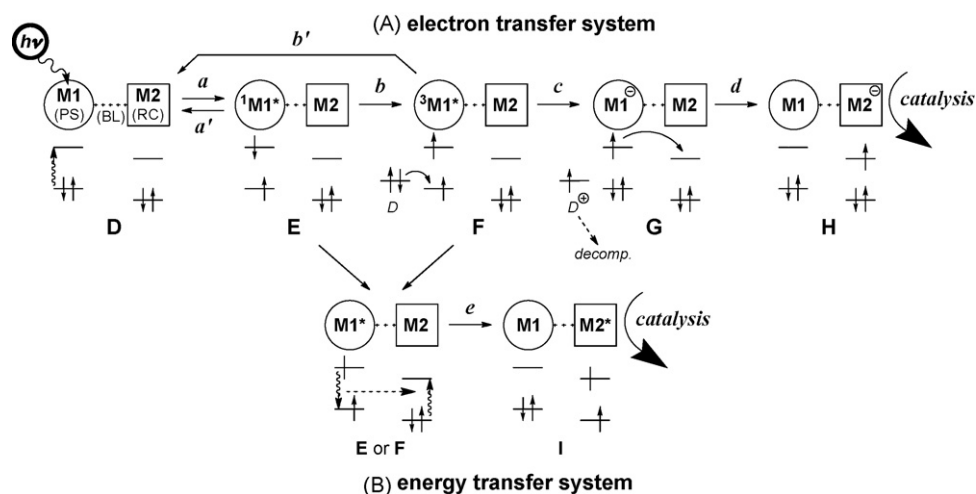 (A) electron transfer system
hν
b'
M1 (PS) (BL) M2 (RC)
a
a'
¹M1* M2
b
³M1* M2
c
M1⊖ M2
d
M1 M2⊖
catalysis
D
D⊕
decomp.
D E F G H
M1* M2
e
M1 M2*
catalysis
E or F I
(B) energy transfer system